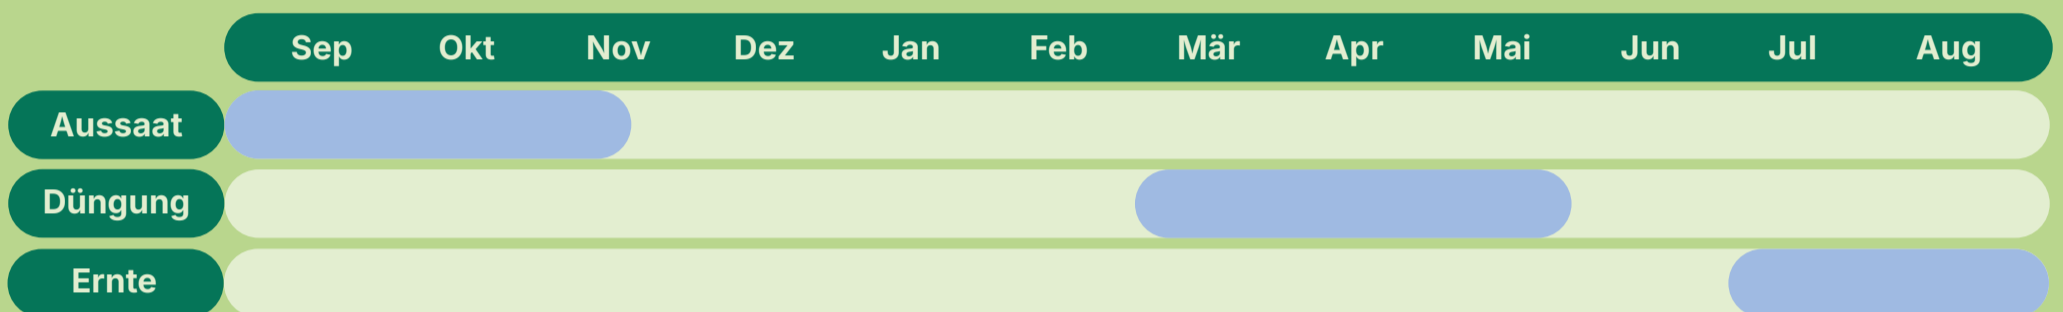 Sep Okt Nov Dez Jan Feb Mär Apr Mai Jun Jul Aug
Aussaat
Düngung
Ernte